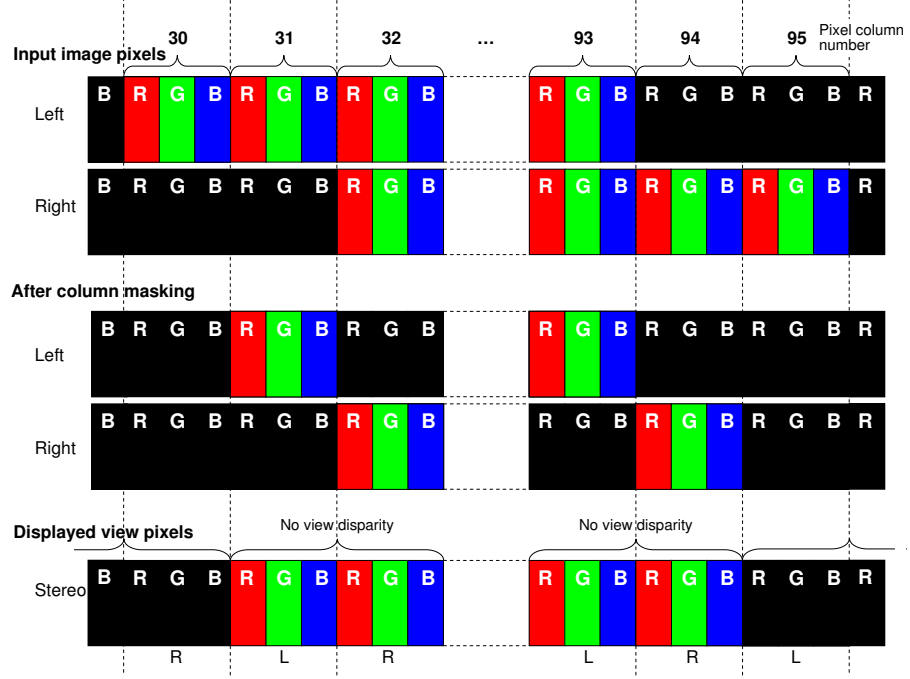 30 31 32 … 93 94 95 Pixel column number
Input image pixels
Left B R G B R G B R G B R G B R G B R G B R
Right B R G B R G B R G B R G B R G B R G B R
After column masking
Left B R G B R G B R G B R G B R G B R G B R
Right B R G B R G B R G B R G B R G B R G B R
No view disparity No view disparity
Displayed view pixels
Stereo B R G B R G B R G B R G B R G B R G B R
R L R L R L